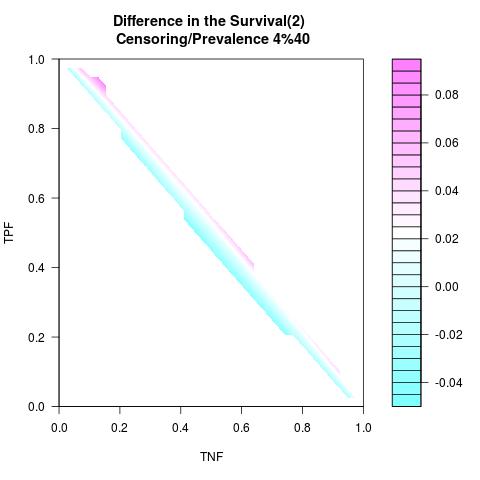 Difference in the Survival(2)
Censoring/Prevalence 4%40
1.0
0.8
0.6
0.4
0.2
0.0
TPF
0.0 0.2 0.4 0.6 0.8 1.0
TNF
0.08
0.06
0.04
0.02
0.00
-0.02
-0.04